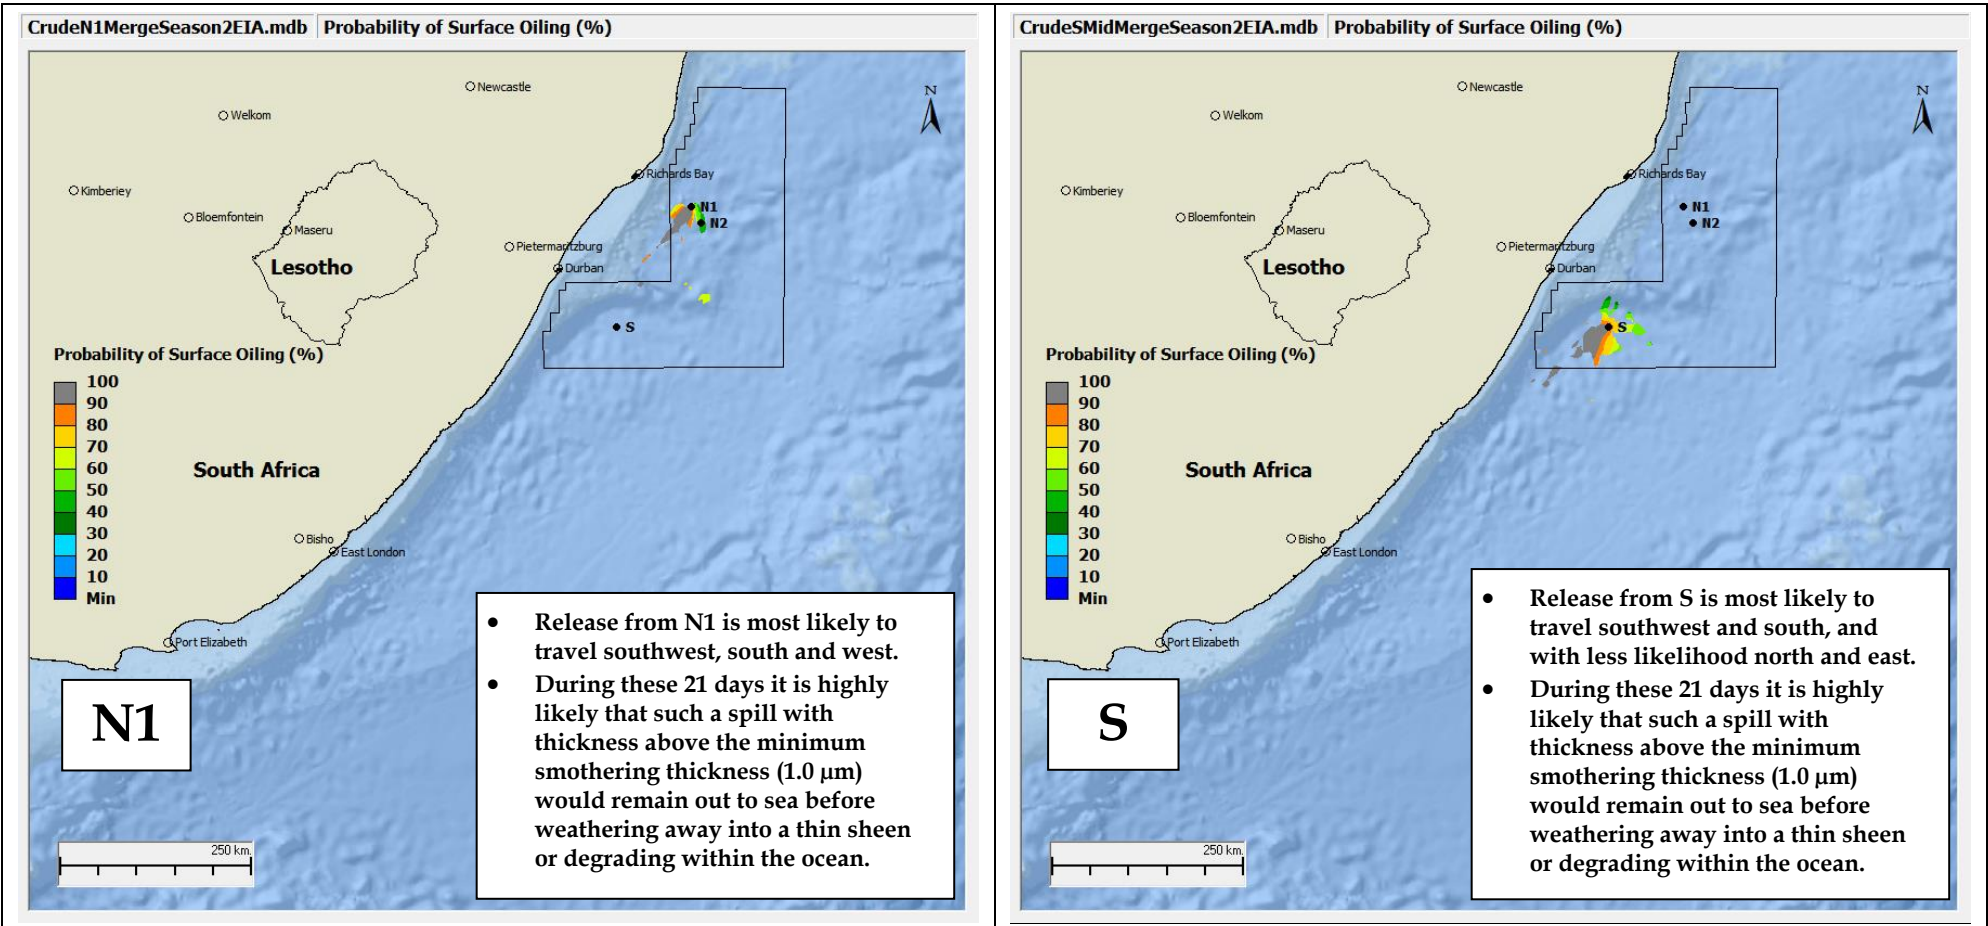 CrudeN1MergeSeason2EIA.mdb Probability of Surface Oiling (%)
N
Newcastle
Welkom
Richards Bay
Kimberley
N1
Bloemfontein
N2
Maseru
Pietermaritzburg
Lesotho
Durban
S
Probability of Surface Oiling (%)
100
90
80
70
60
50
40
30
20
10
Min
South Africa
Bisho
East London
Port Elizabeth
N1
• Release from N1 is most likely to
travel southwest, south and west.
• During these 21 days it is highly
likely that such a spill with
thickness above the minimum
smothering thickness (1.0 µm)
would remain out to sea before
weathering away into a thin sheen
or degrading within the ocean.
250 km.
CrudeSMidMergeSeason2EIA.mdb Probability of Surface Oiling (%)
N
Newcastle
Welkom
Richards Bay
Kimberley
N1
Bloemfontein
N2
Maseru
Pietermaritzburg
Lesotho
Durban
S
Probability of Surface Oiling (%)
100
90
80
70
60
50
40
30
20
10
Min
South Africa
Bisho
East London
Port Elizabeth
S
• Release from S is most likely to
travel southwest and south, and
with less likelihood north and east.
• During these 21 days it is highly
likely that such a spill with
thickness above the minimum
smothering thickness (1.0 µm)
would remain out to sea before
weathering away into a thin sheen
or degrading within the ocean.
250 km.